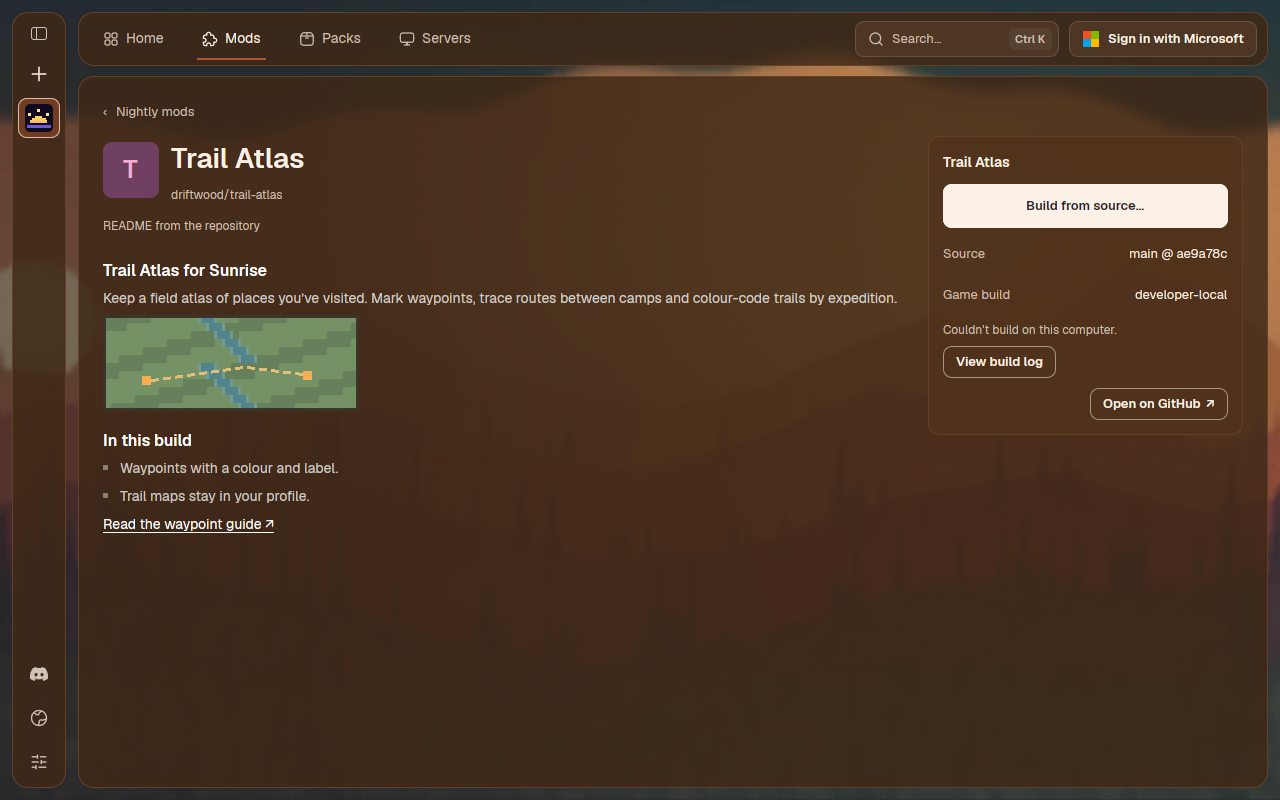 Home
Mods
Packs
Servers
Search...
Ctrl K
Sign in with Microsoft
‹ Nightly mods
T
Trail Atlas
driftwood/trail-atlas
README from the repository
Trail Atlas for Sunrise
Keep a field atlas of places you've visited. Mark waypoints, trace routes between camps and colour-code trails by expedition.
In this build
Waypoints with a colour and label.
Trail maps stay in your profile.
Read the waypoint guide ↗
Trail Atlas
Build from source...
Source main @ ae9a78c
Game build developer-local
Couldn't build on this computer.
View build log
Open on GitHub ↗